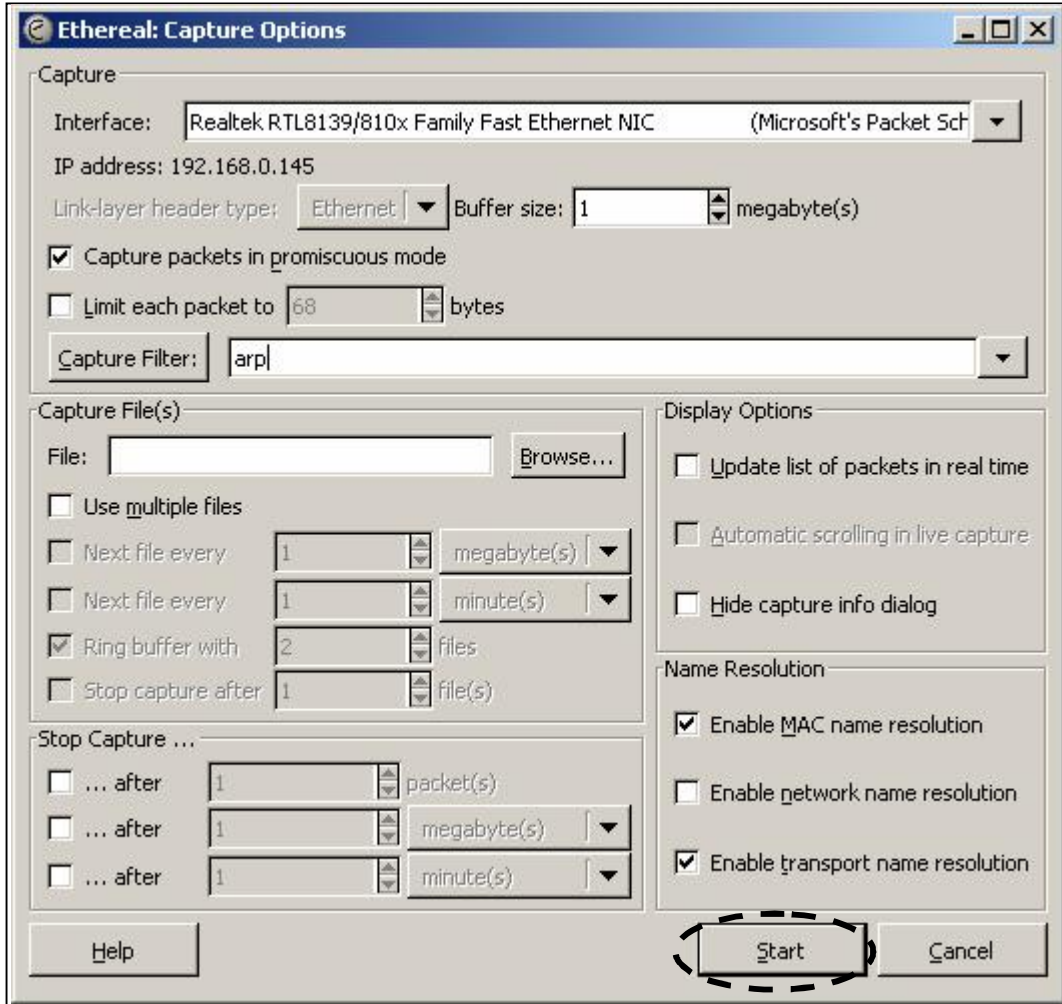 Ethereal: Capture Options
Capture
Interface: Realtek RTL8139/810x Family Fast Ethernet NIC (Microsoft's Packet Sch
IP address: 192.168.0.145
Link-layer header type: Ethernet Buffer size: 1 megabyte(s)
Capture packets in promiscuous mode
Limit each packet to 68 bytes
Capture Filter: arp
Capture File(s)
File: Browse...
Use multiple files
Next file every 1 megabyte(s)
Next file every 1 minute(s)
Ring buffer with 2 files
Stop capture after 1 file(s)
Stop Capture ...
... after 1 packet(s)
... after 1 megabyte(s)
... after 1 minute(s)
Display Options
Update list of packets in real time
Automatic scrolling in live capture
Hide capture info dialog
Name Resolution
Enable MAC name resolution
Enable network name resolution
Enable transport name resolution
Help Start Cancel